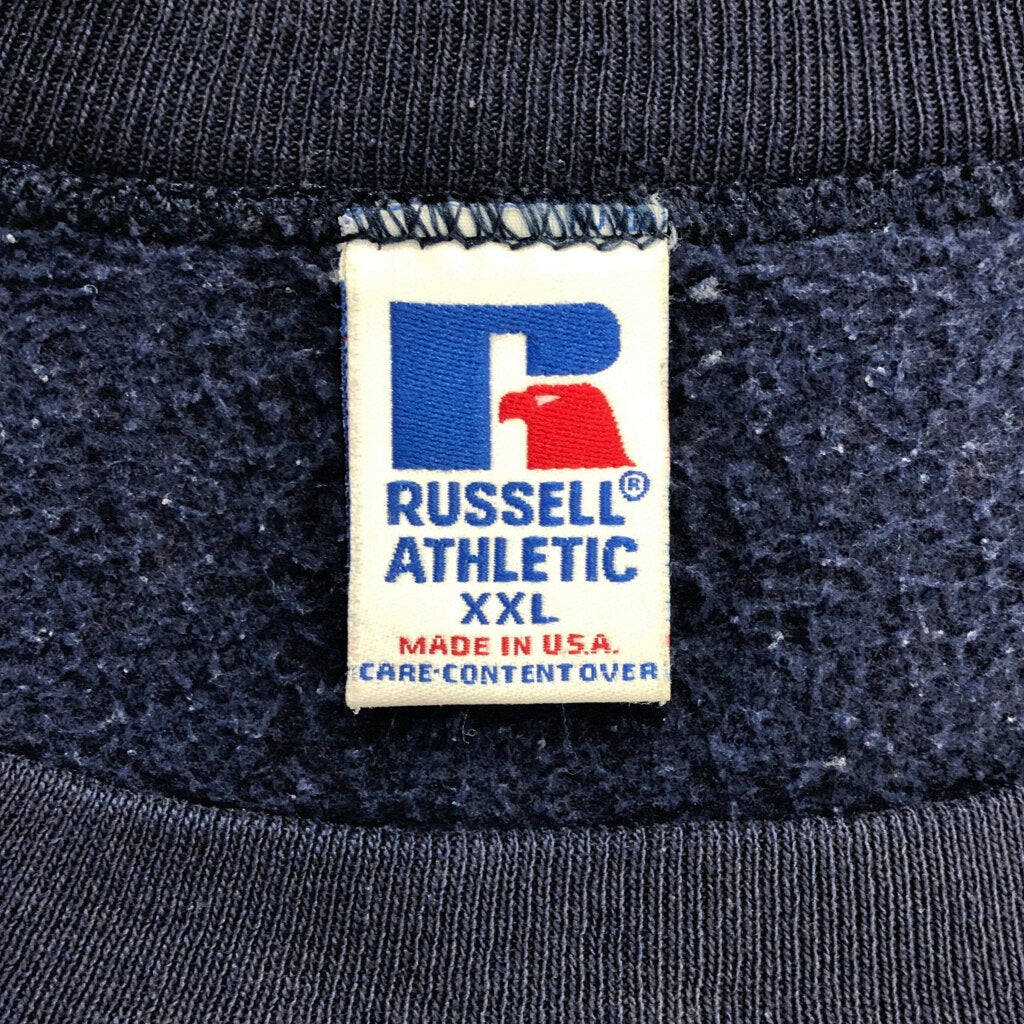 RUSSELL®
ATHLETIC
XXL
MADE IN U.S.A.
CARE-CONTENT OVER